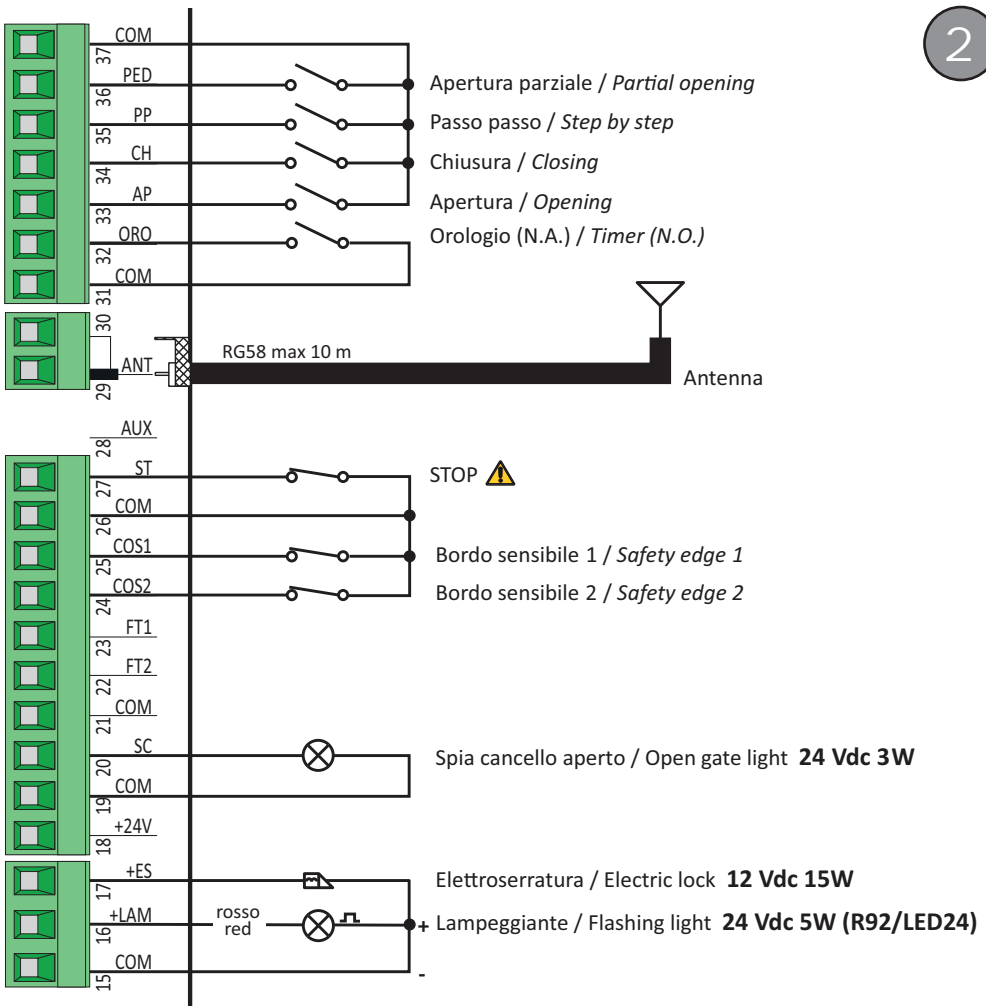 2
COM
37
PED
36
Apertura parziale / Partial opening
PP
35
Passo passo / Step by step
CH
34
Chiusura / Closing
AP
33
Apertura / Opening
ORO
32
Orologio (N.A.) / Timer (N.O.)
COM
31
30
RG58 max 10 m
ANT
29
Antenna
AUX
28
ST
27
STOP
COM
26
COS1
25
Bordo sensibile 1 / Safety edge 1
COS2
24
Bordo sensibile 2 / Safety edge 2
FT1
23
FT2
22
COM
21
SC
20
Spia cancello aperto / Open gate light 24 Vdc 3W
COM
19
+24V
18
+ES
17
Elettroserratura / Electric lock 12 Vdc 15W
+LAM
16
rosso
red
+ Lampeggiante / Flashing light 24 Vdc 5W (R92/LED24)
COM
15
-